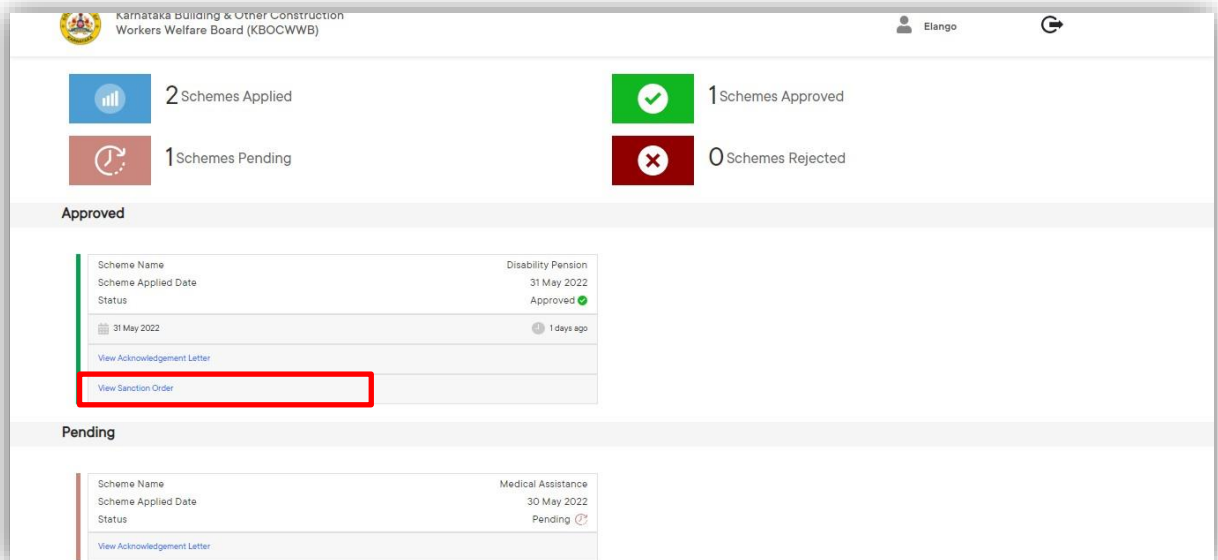 Karnataka Building & Other Construction
Workers Welfare Board (KBOCWWB)
Elango
2 Schemes Applied
1 Schemes Approved
1 Schemes Pending
0 Schemes Rejected
Approved
Scheme Name Disability Pension
Scheme Applied Date 31 May 2022
Status Approved
31 May 2022 1 days ago
View Acknowledgement Letter
View Sanction Order
Pending
Scheme Name Medical Assistance
Scheme Applied Date 30 May 2022
Status Pending
View Acknowledgement Letter